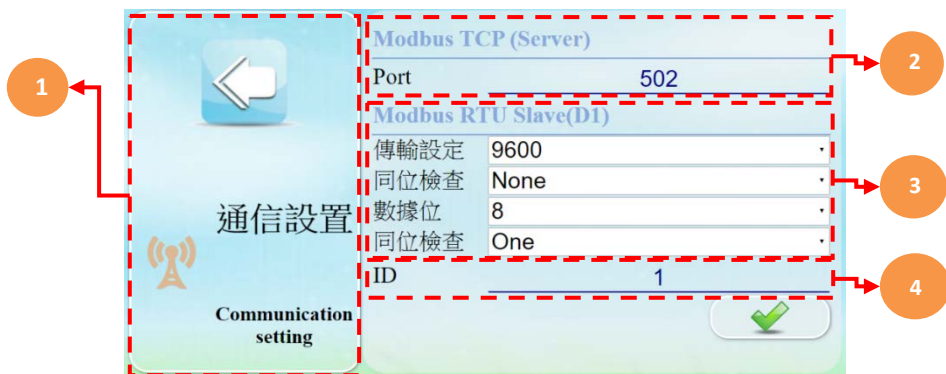 1
通信設置
Communication
setting
Modbus TCP (Server)
Port 502
2
Modbus RTU Slave(D1)
傳輸設定 9600
同位檢查 None
數據位 8
同位檢查 One
3
ID 1
4